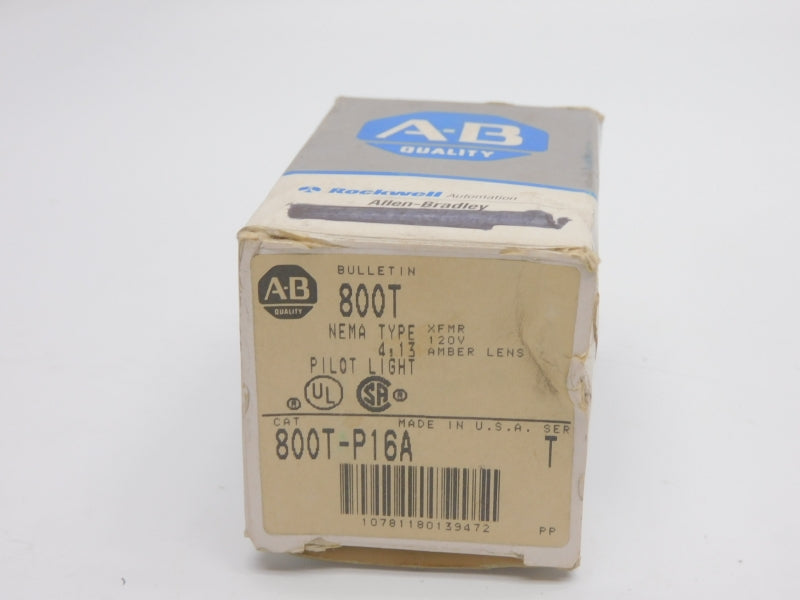 A-B
QUALITY
Rockwell Automation
Allen-Bradley
A-B
QUALITY
BULLETIN
800T
NEMA TYPE
4,13
PILOT LIGHT
XFMR
120V
AMBER LENS
R UL SA R
CAT MADE IN U.S.A. SER
800T-P16A T
10781180139472
PP